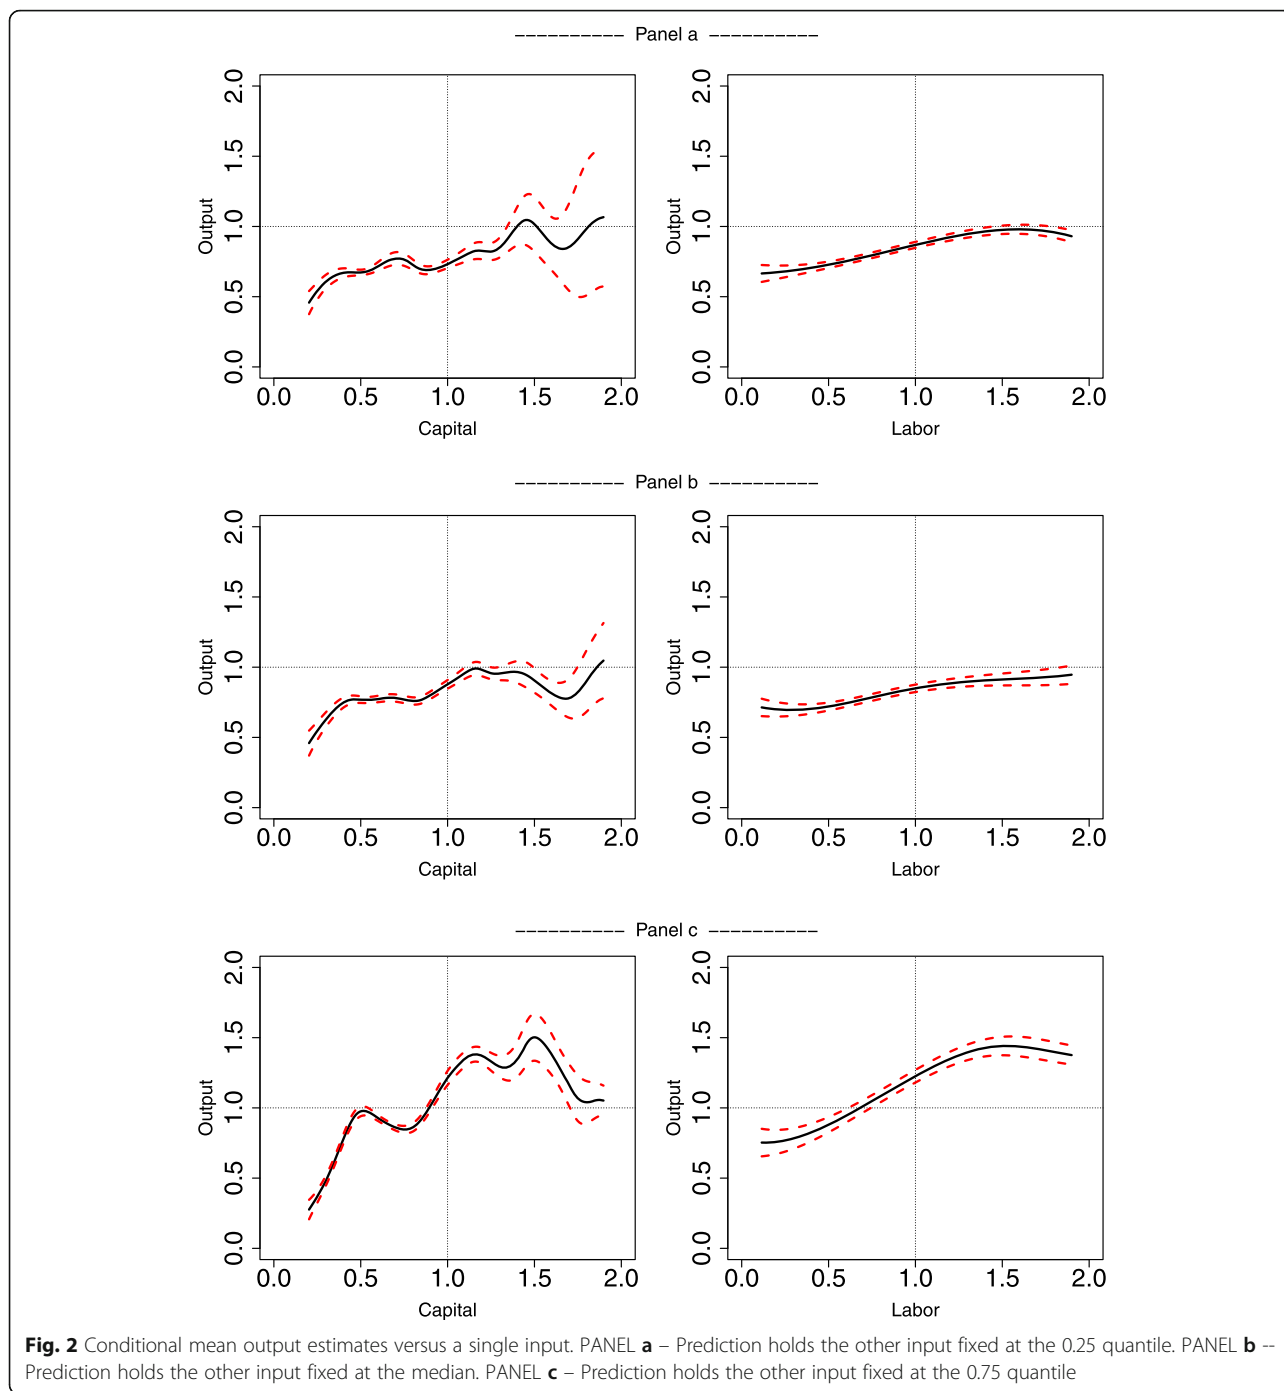 –––––––––– Panel a ––––––––––
Output
2.0
1.5
1.0
0.5
0.0
0.0 0.5 1.0 1.5 2.0
Capital
Output
2.0
1.5
1.0
0.5
0.0
0.0 0.5 1.0 1.5 2.0
Labor
–––––––––– Panel b ––––––––––
Output
2.0
1.5
1.0
0.5
0.0
0.0 0.5 1.0 1.5 2.0
Capital
Output
2.0
1.5
1.0
0.5
0.0
0.0 0.5 1.0 1.5 2.0
Labor
–––––––––– Panel c ––––––––––
Output
2.0
1.5
1.0
0.5
0.0
0.0 0.5 1.0 1.5 2.0
Capital
Output
2.0
1.5
1.0
0.5
0.0
0.0 0.5 1.0 1.5 2.0
Labor
Fig. 2 Conditional mean output estimates versus a single input. PANEL a – Prediction holds the other input fixed at the 0.25 quantile. PANEL b --
Prediction holds the other input fixed at the median. PANEL c – Prediction holds the other input fixed at the 0.75 quantile